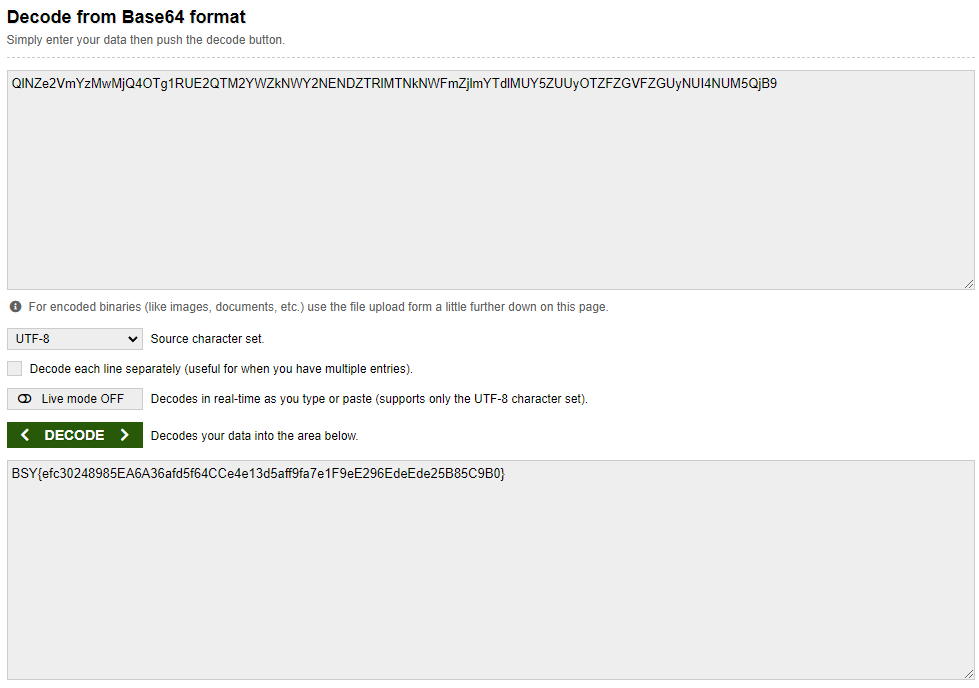 Decode from Base64 format
Simply enter your data then push the decode button.
QlNZe2VmYzMwMjQ4OTg1RUE2QTM2YWZkNWY2NENDZTRlMTNkNWFmZjlmYTdlMUY5ZUUyOTZFZGVFZGUyNUI4NUM5QjB9
For encoded binaries (like images, documents, etc.) use the file upload form a little further down on this page.
UTF-8 Source character set.
Decode each line separately (useful for when you have multiple entries).
Live mode OFF Decodes in real-time as you type or paste (supports only the UTF-8 character set).
DECODE Decodes your data into the area below.
BSY{efc30248985EA6A36afd5f64CCe4e13d5aff9fa7e1F9eE296EdeEde25B85C9B0}